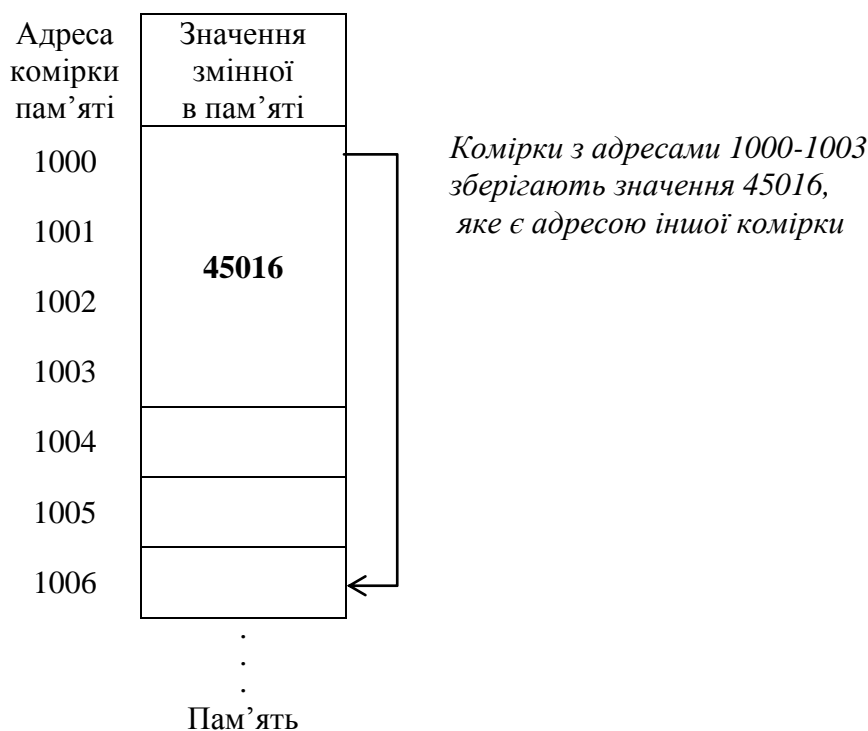 Адреса
комірки
пам’яті
Значення
змінної
в пам’яті
1000
1001
1002
1003
1004
1005
1006
45016
Комірки з адресами 1000-1003
зберігають значення 45016,
яке є адресою іншої комірки
.
.
.
Пам’ять